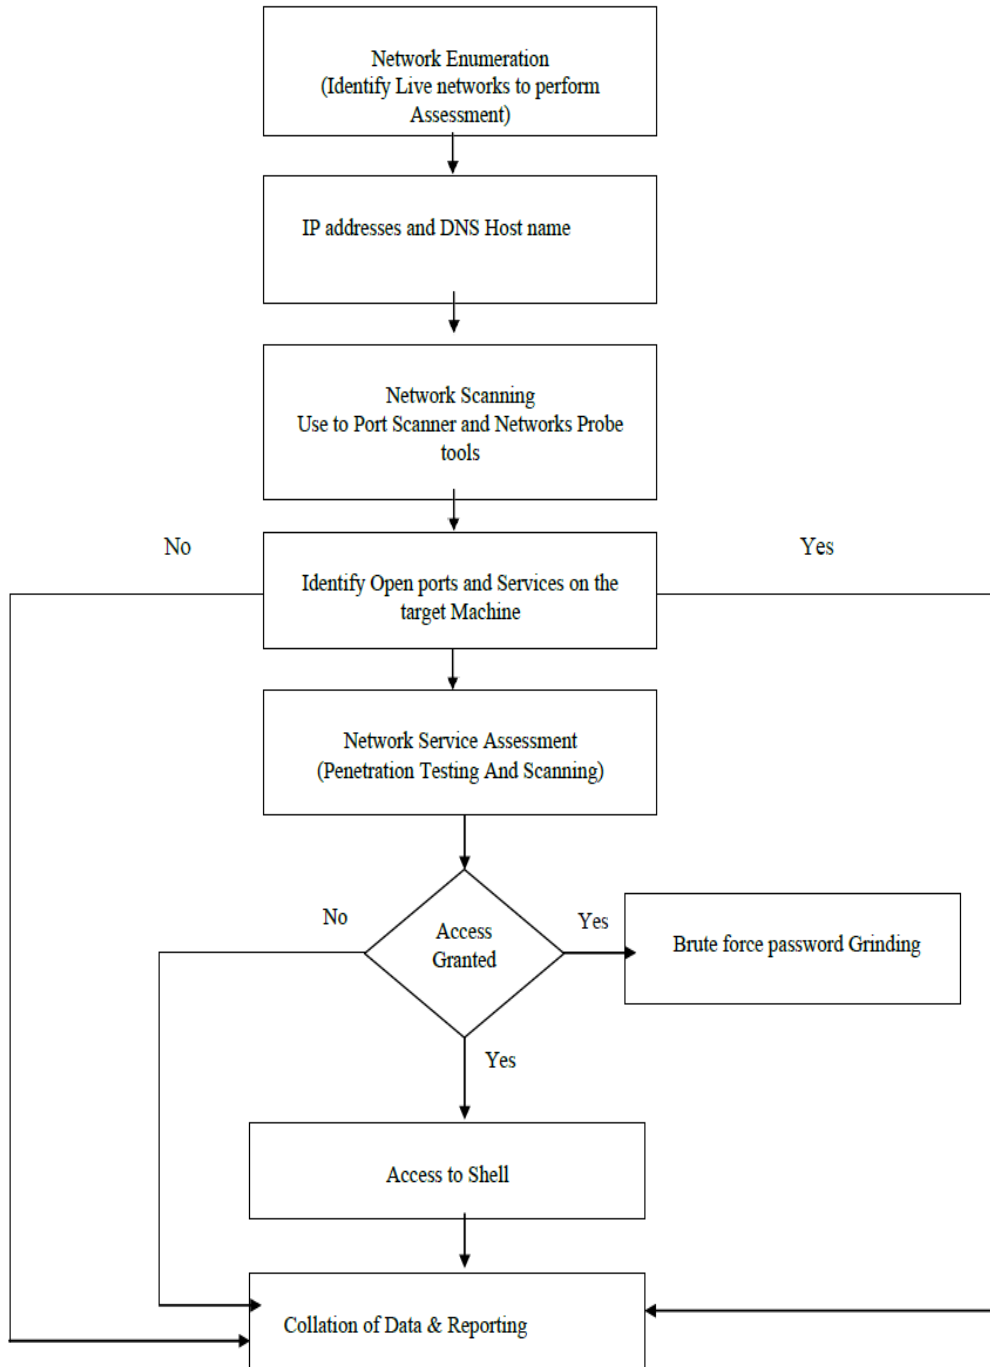 Network Enumeration
(Identify Live networks to perform
Assessment)
IP addresses and DNS Host name
Network Scanning
Use to Port Scanner and Networks Probe
tools
No
Yes
Identify Open ports and Services on the
target Machine
Network Service Assessment
(Penetration Testing And Scanning)
No
Access
Granted
Yes
Brute force password Grinding
Yes
Access to Shell
Collation of Data & Reporting